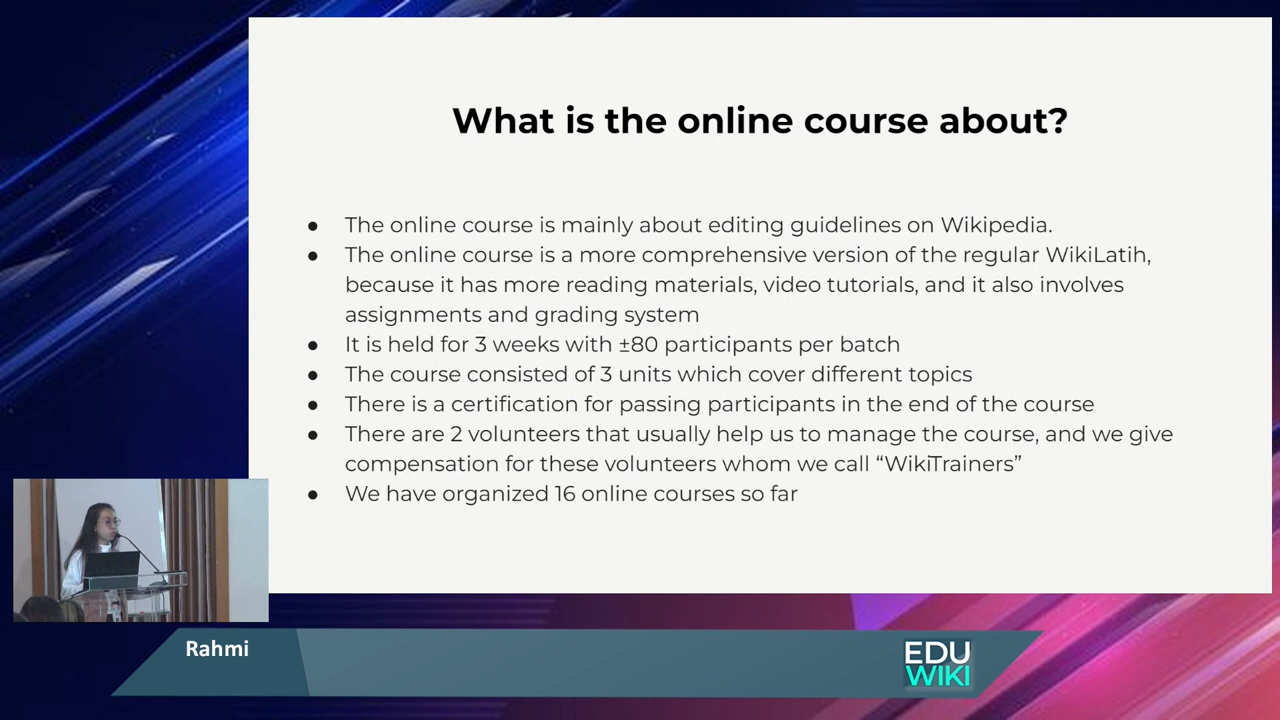 What is the online course about?
● The online course is mainly about editing guidelines on Wikipedia.
● The online course is a more comprehensive version of the regular WikiLatih,
because it has more reading materials, video tutorials, and it also involves
assignments and grading system
● It is held for 3 weeks with ±80 participants per batch
● The course consisted of 3 units which cover different topics
● There is a certification for passing participants in the end of the course
● There are 2 volunteers that usually help us to manage the course, and we give
compensation for these volunteers whom we call “WikiTrainers”
● We have organized 16 online courses so far
Rahmi
EDU
WIKI